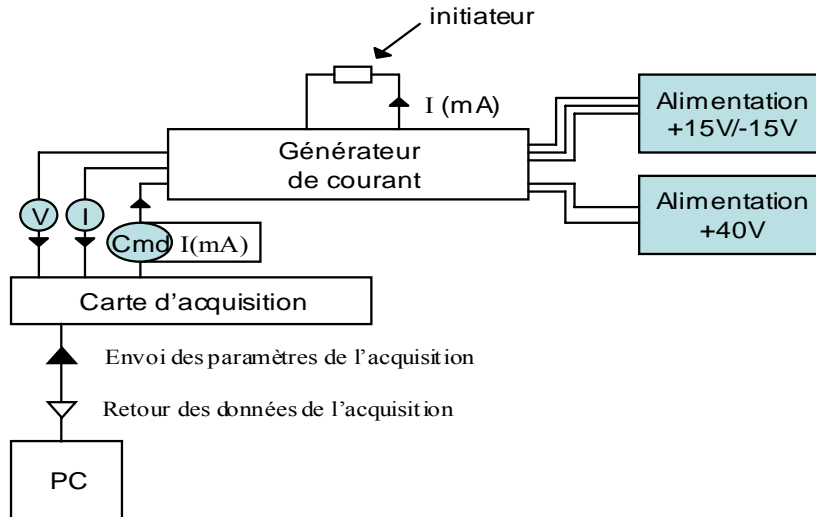 initiateur
I (mA)
Alimentation
+15V/-15V
Générateur
de courant
Alimentation
+40V
V
I
Cmd
I(mA)
Carte d'acquisition
Envoi des paramètres de l'acquisition
Retour des données de l'acquisition
PC